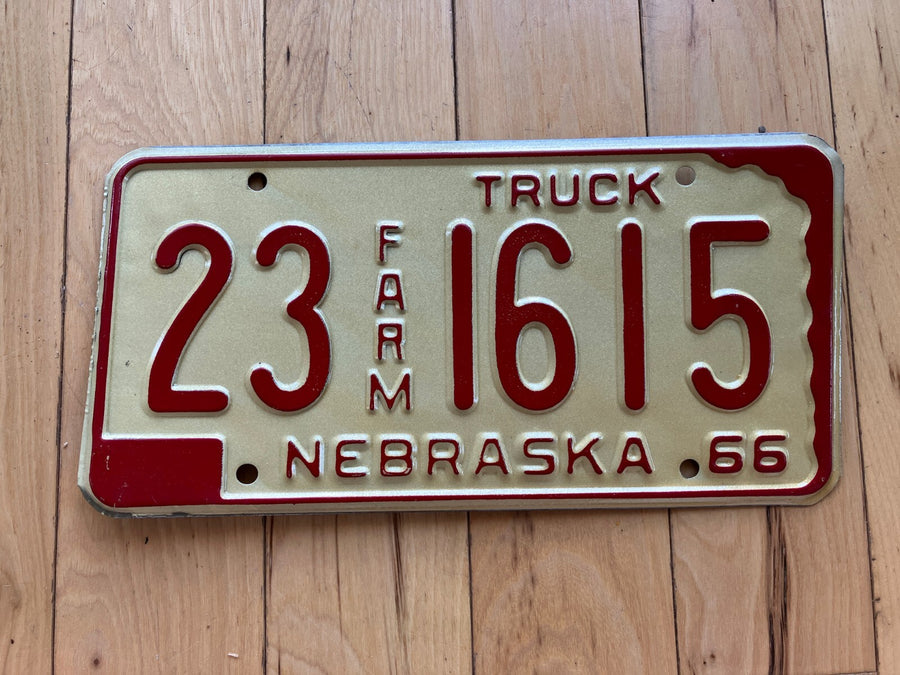 TRUCK
23 FARM 1615
NEBRASKA 66